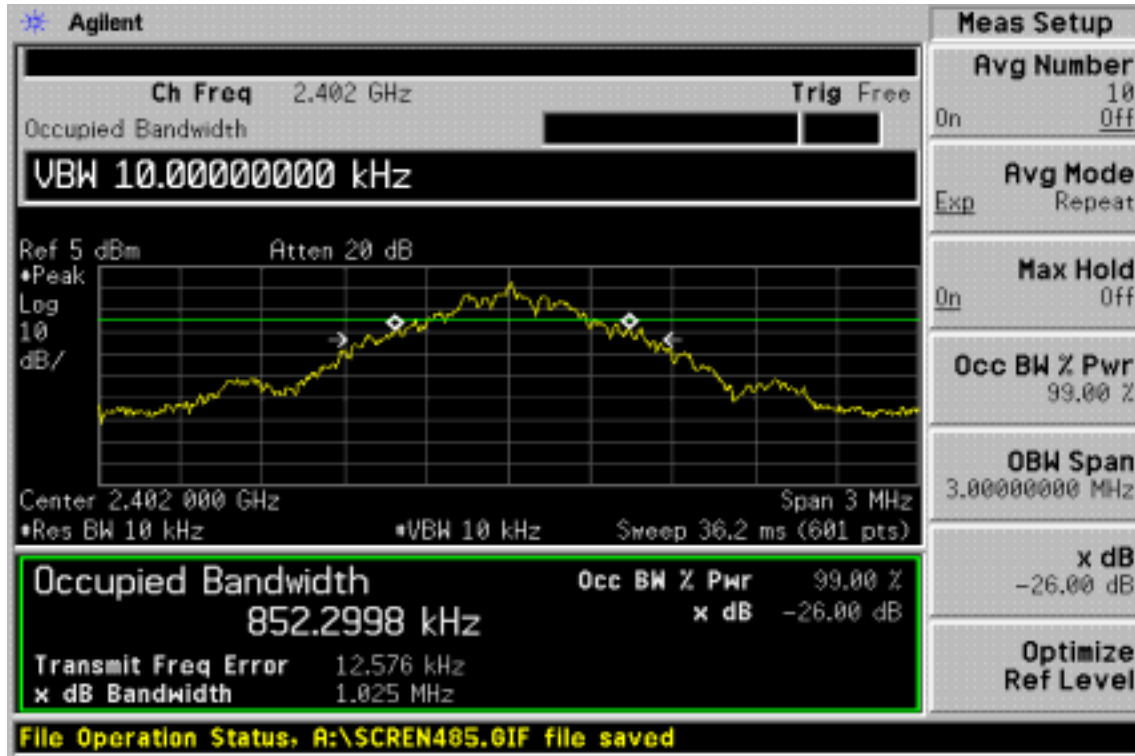 Agilent
Meas Setup
Ch Freq 2.402 GHz
Trig Free
Occupied Bandwidth
VBW 10.00000000 kHz
Ref 5 dBm
Atten 20 dB
•Peak
Log
10
dB/
Center 2.402 000 GHz
Span 3 MHz
•Res BW 10 kHz
•VBW 10 kHz
Sweep 36.2 ms (601 pts)
Occupied Bandwidth
852.2998 kHz
Occ BW % Pwr 99.00 %
x dB -26.00 dB
Transmit Freq Error 12.576 kHz
x dB Bandwidth 1.025 MHz
File Operation Status, A:\SCREN485.GIF file saved
Avg Number
10
On Off
Avg Mode
Exp Repeat
Max Hold
On Off
Occ BW % Pwr
99.00 %
OBW Span
3.00000000 MHz
x dB
-26.00 dB
Optimize
Ref Level